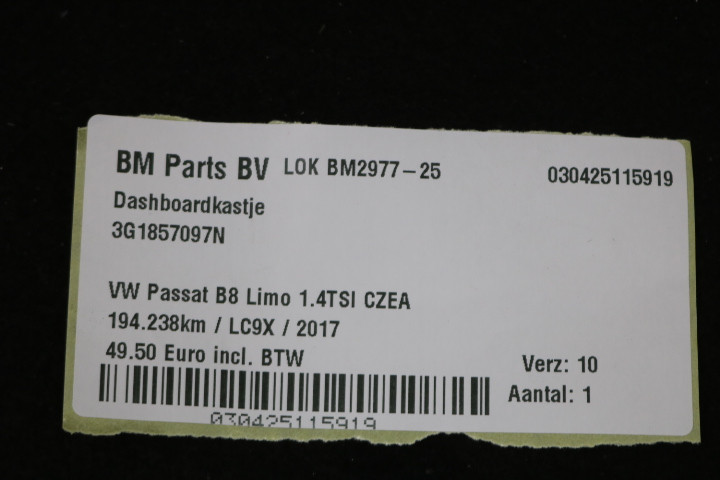 BM Parts BV LOK BM2977-25 030425115919
Dashboardkastje
3G1857097N
VW Passat B8 Limo 1.4TSI CZEA
194.238km / LC9X / 2017
49.50 Euro incl. BTW
Verz: 10
Aantal: 1
030425115919